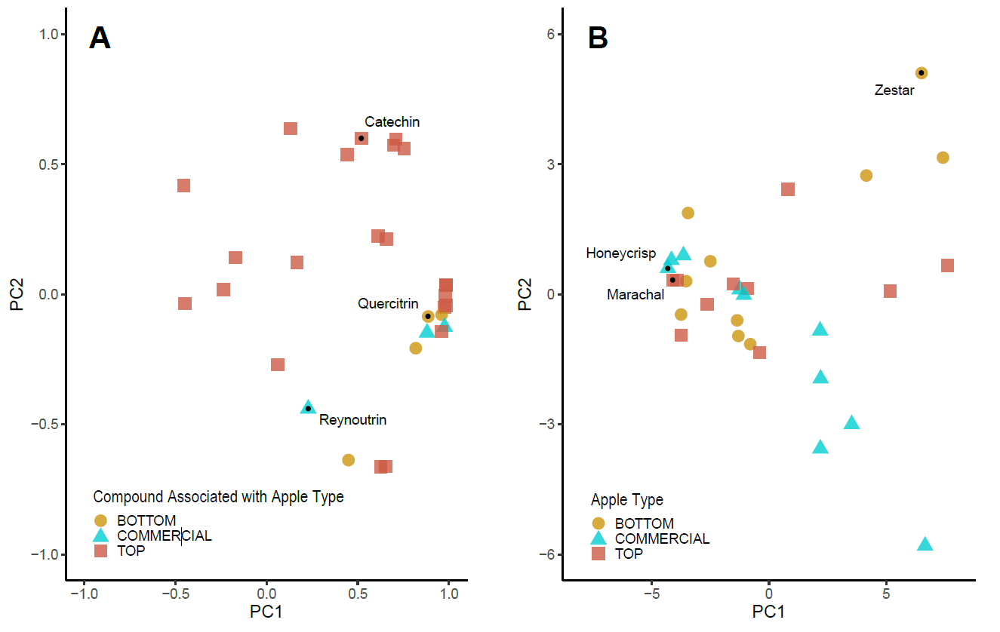 A
1.0
0.5
0.0
−0.5
−1.0
PC2
Catechin
Quercitrin
Reynoutrin
Compound Associated with Apple Type
BOTTOM
COMMERCIAL
TOP
−1.0 −0.5 0.0 0.5 1.0
PC1
B
6
3
0
−3
−6
PC2
Zestar
Honeycrisp
Marachal
Apple Type
BOTTOM
COMMERCIAL
TOP
−5 0 5
PC1